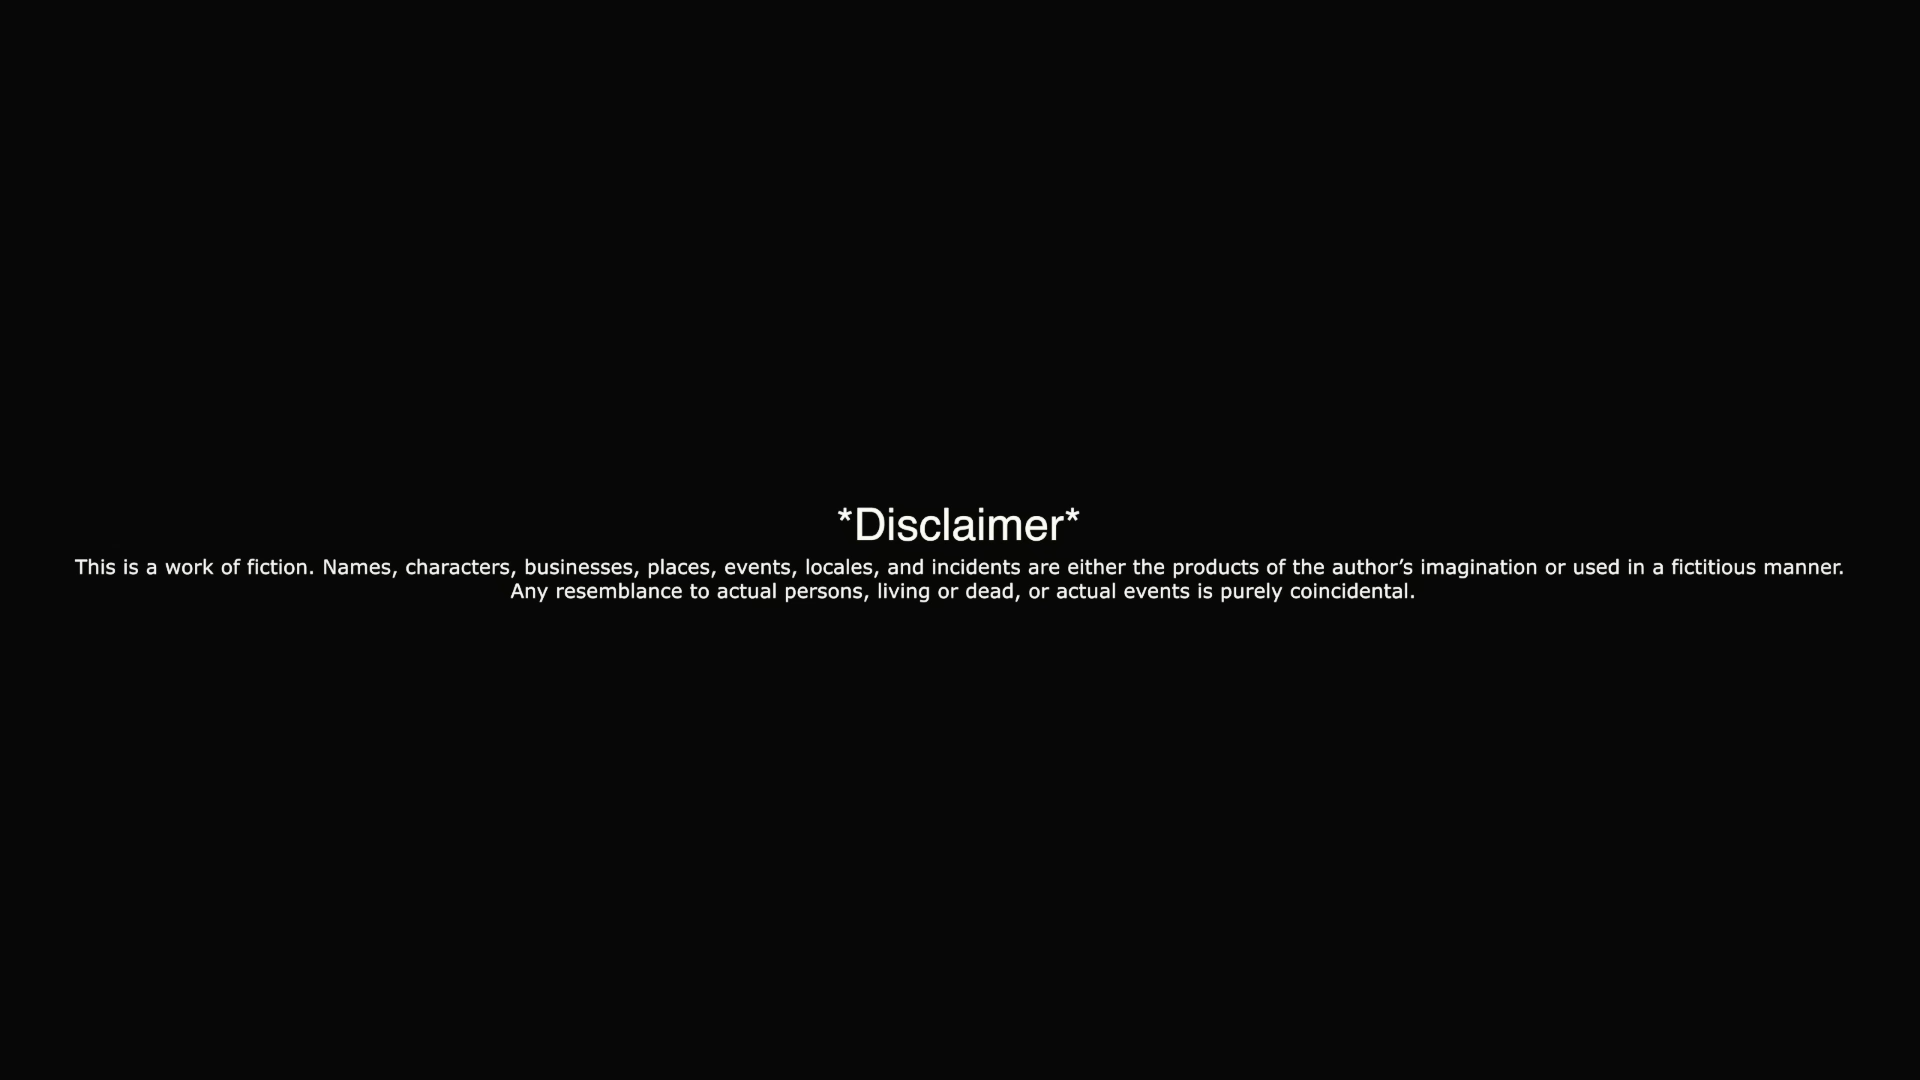 *Disclaimer*
This is a work of fiction. Names, characters, businesses, places, events, locales, and incidents are either the products of the author’s imagination or used in a fictitious manner.
Any resemblance to actual persons, living or dead, or actual events is purely coincidental.